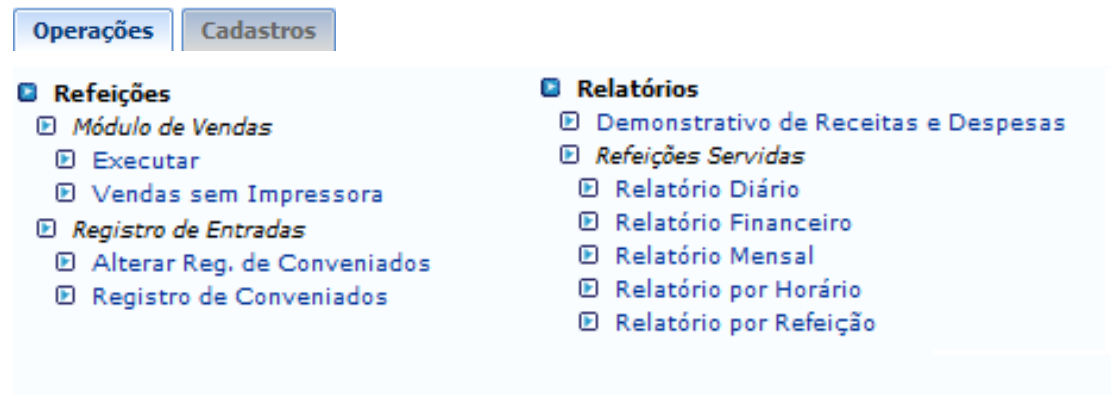 Operações
Cadastros
Refeições
Módulo de Vendas
Executar
Vendas sem Impressora
Registro de Entradas
Alterar Reg. de Conveniados
Registro de Conveniados
Relatórios
Demonstrativo de Receitas e Despesas
Refeições Servidas
Relatório Diário
Relatório Financeiro
Relatório Mensal
Relatório por Horário
Relatório por Refeição